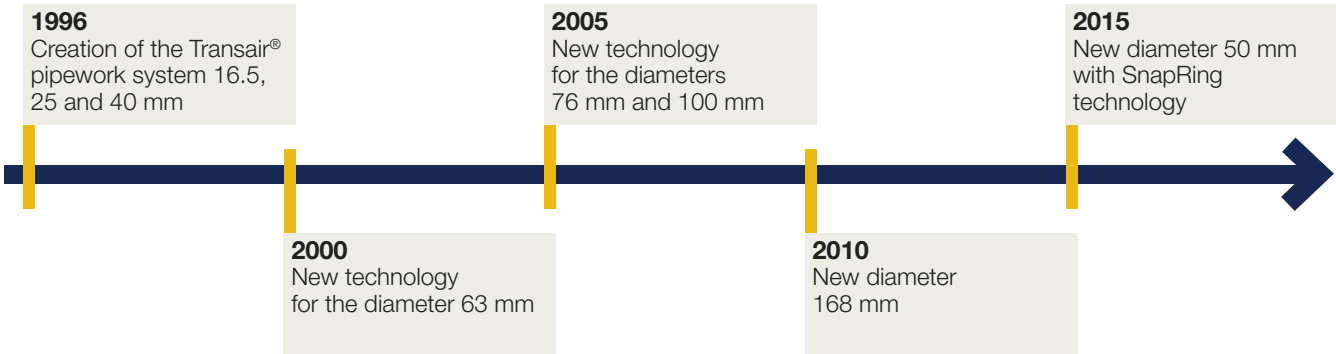 1996
Creation of the Transair®
pipework system 16.5,
25 and 40 mm
2000
New technology
for the diameter 63 mm
2005
New technology
for the diameters
76 mm and 100 mm
2010
New diameter
168 mm
2015
New diameter 50 mm
with SnapRing
technology